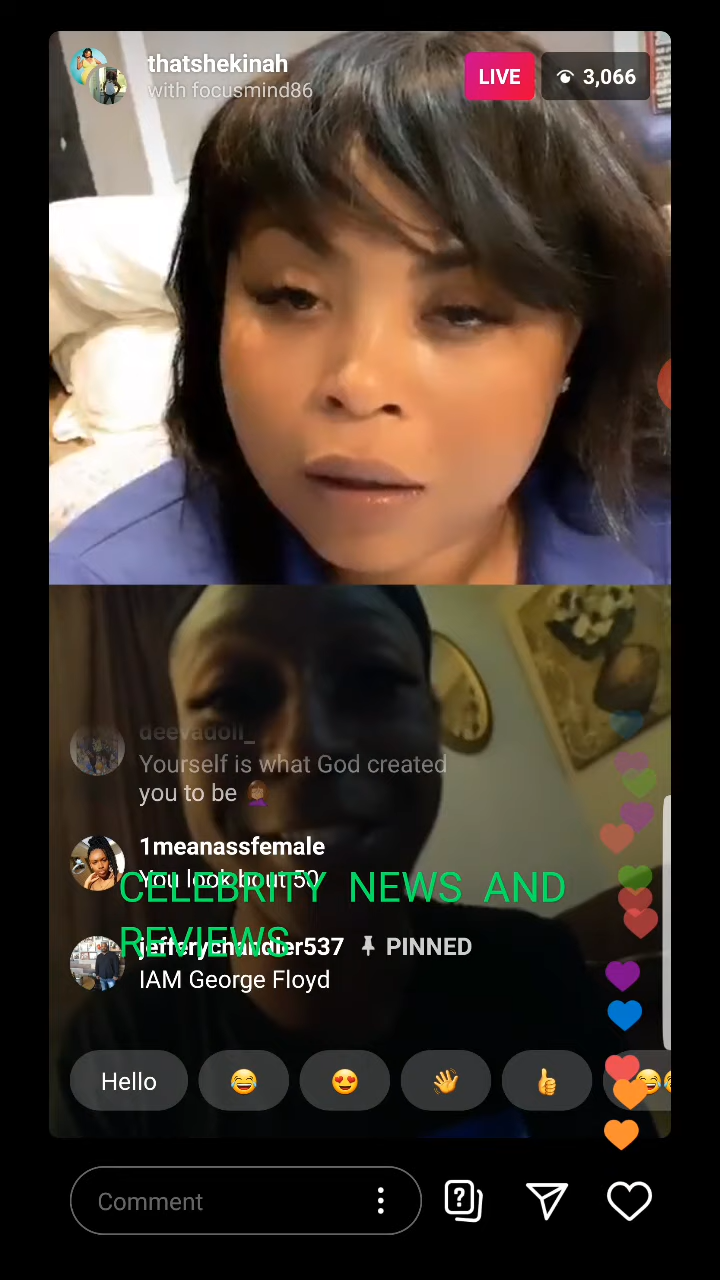 thatshekinah
with focusmind86
LIVE
3,066
deevadoll_
Yourself is what God created
you to be
1meanassfemale
You look bout 50
CELEBRITY NEWS AND
REVIEWS
jefferychandler537 PINNED
IAM George Floyd
Hello
Comment